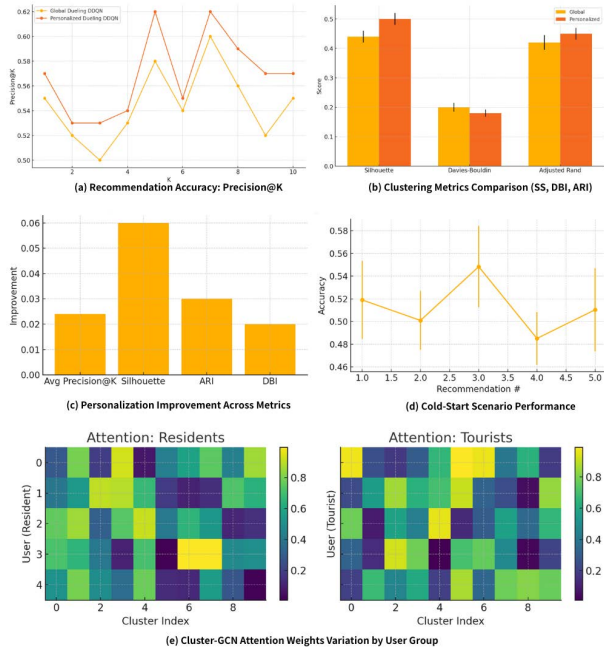 Global Dueling DDQN
Personalized Dueling DDQN
Precision@K
0.62
0.60
0.58
0.56
0.54
0.52
0.50
2 4 6 8 10
K
(a) Recommendation Accuracy: Precision@K
Global
Personalized
Score
0.5
0.4
0.3
0.2
0.1
0.0
Silhouette Davies-Bouldin Adjusted Rand
(b) Clustering Metrics Comparison (SS, DBI, ARI)
Improvement
0.06
0.05
0.04
0.03
0.02
0.01
0.00
Avg Precision@K Silhouette ARI DBI
(c) Personalization Improvement Across Metrics
Accuracy
0.58
0.56
0.54
0.52
0.50
0.48
0.46
1.0 1.5 2.0 2.5 3.0 3.5 4.0 4.5 5.0
Recommendation #
(d) Cold-Start Scenario Performance
Attention: Residents
User (Resident)
0
1
2
3
4
0 2 4 6 8
Cluster Index
0.8
0.6
0.4
0.2
Attention: Tourists
User (Tourist)
0
1
2
3
4
0 2 4 6 8
Cluster Index
0.8
0.6
0.4
0.2
(e) Cluster-GCN Attention Weights Variation by User Group